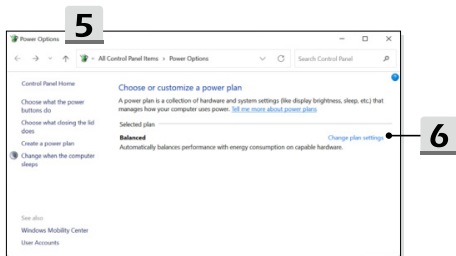 5
Power Options
All Control Panel Items > Power Options
Search Control Panel
Control Panel Home
Choose what the power
buttons do
Choose what closing the lid
does
Create a power plan
Change when the computer
sleeps
See also
Windows Mobility Center
User Accounts
Choose or customize a power plan
A power plan is a collection of hardware and system settings (like display brightness, sleep, etc.) that
manages how your computer uses power. Tell me more about power plans
Selected plan
Balanced
Change plan settings
Automatically balances performance with energy consumption on capable hardware.
6